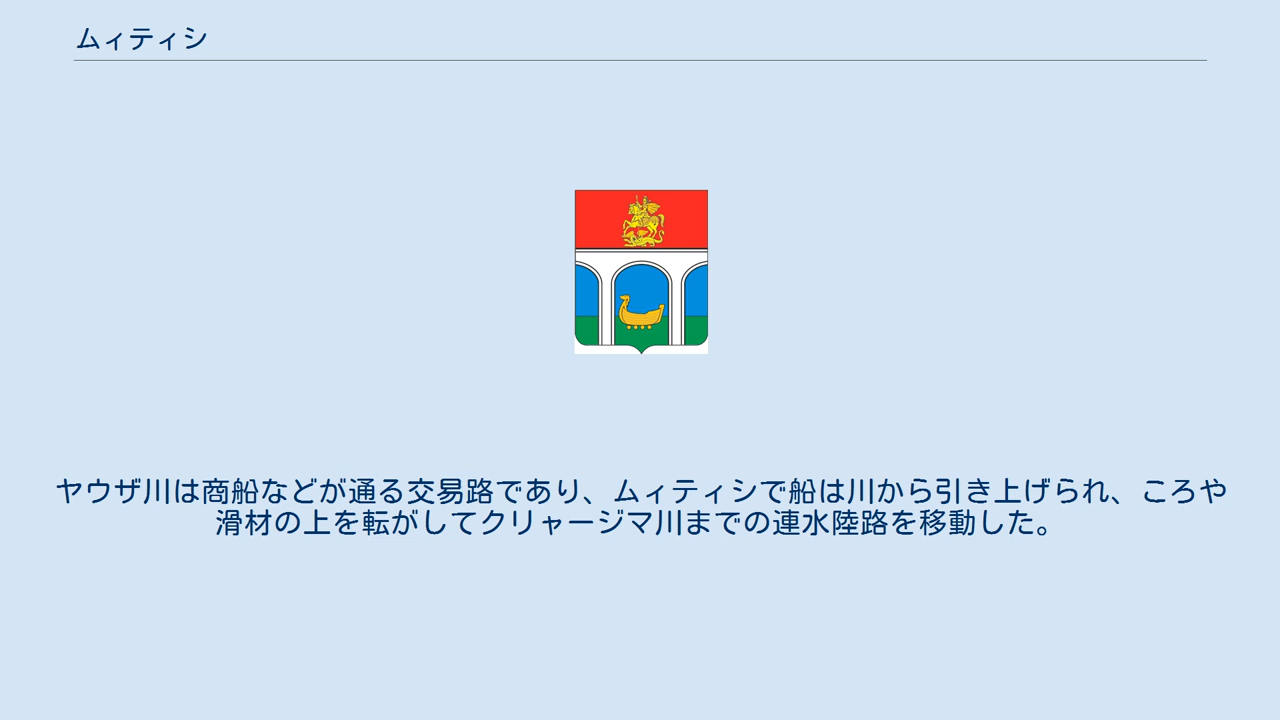 ムィティシ
ヤウザ川は商船などが通る交易路であり、ムィティシで船は川から引き上げられ、ころや
滑材の上を転がしてクリャージマ川までの連水陸路を移動した。